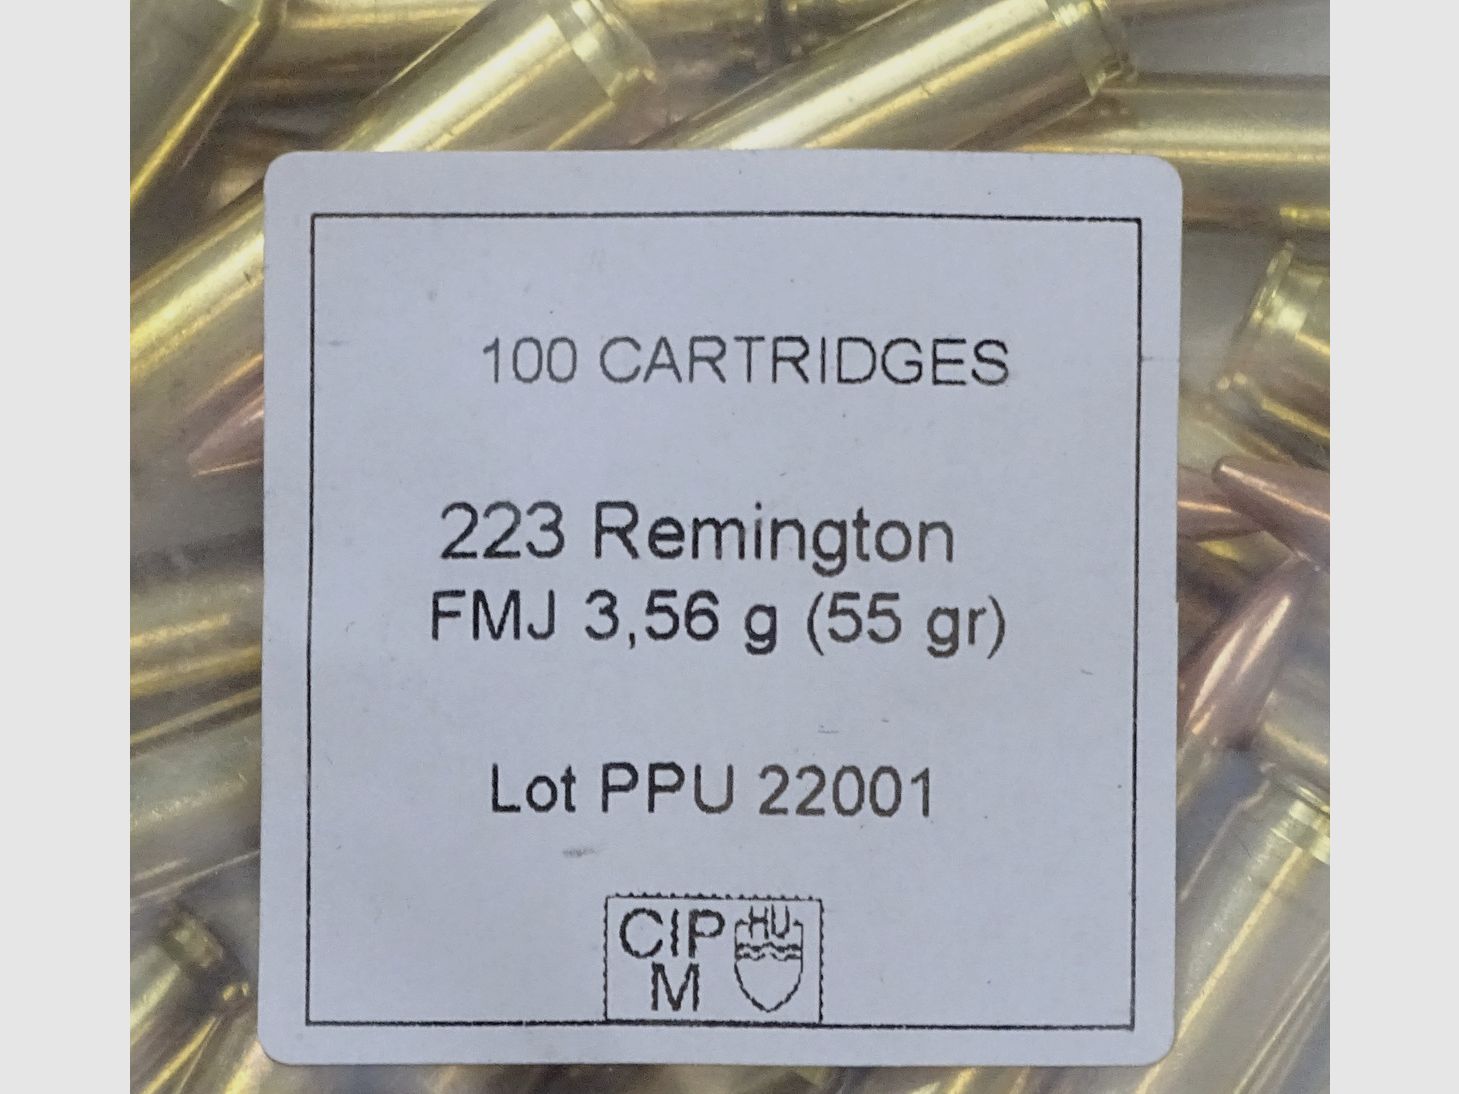 100 CARTRIDGES
223 Remington
FMJ 3,56 g (55 gr)
Lot PPU 22001
CIP HU
M